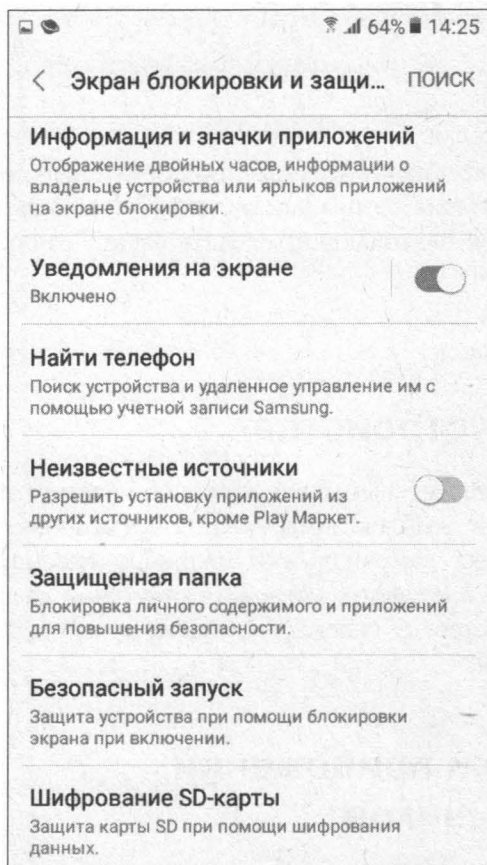 64% 14:25
< Экран блокировки и защи... ПОИСК
Информация и значки приложений
Отображение двойных часов, информации о
владельце устройства или ярлыков приложений
на экране блокировки.
Уведомления на экране
Включено
Найти телефон
Поиск устройства и удаленное управление им с
помощью учетной записи Samsung.
Неизвестные источники
Разрешить установку приложений из
других источников, кроме Play Маркет.
Защищенная папка
Блокировка личного содержимого и приложений
для повышения безопасности.
Безопасный запуск
Защита устройства при помощи блокировки
экрана при включении.
Шифрование SD-карты
Защита карты SD при помощи шифрования
данных.